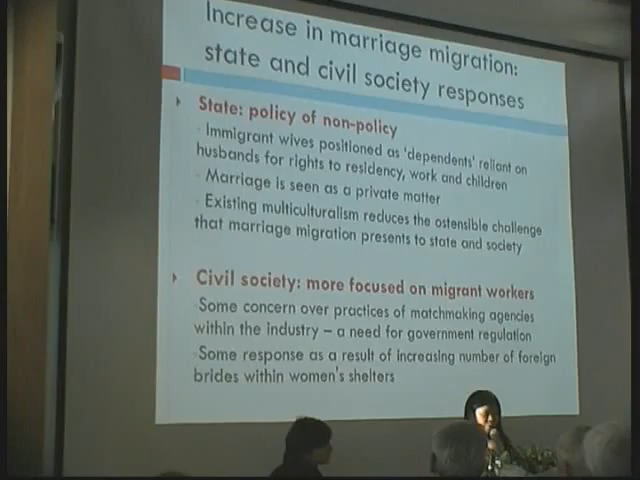 Increase in marriage migration:
state and civil society responses
State: policy of non-policy
Immigrant wives positioned as 'dependents' reliant on
husbands for rights to residency, work and children
Marriage is seen as a private matter
Existing multiculturalism reduces the ostensible challenge
that marriage migration presents to state and society
Civil society: more focused on migrant workers
Some concern over practices of matchmaking agencies
within the industry – a need for government regulation
Some response as a result of increasing number of foreign
brides within women's shelters